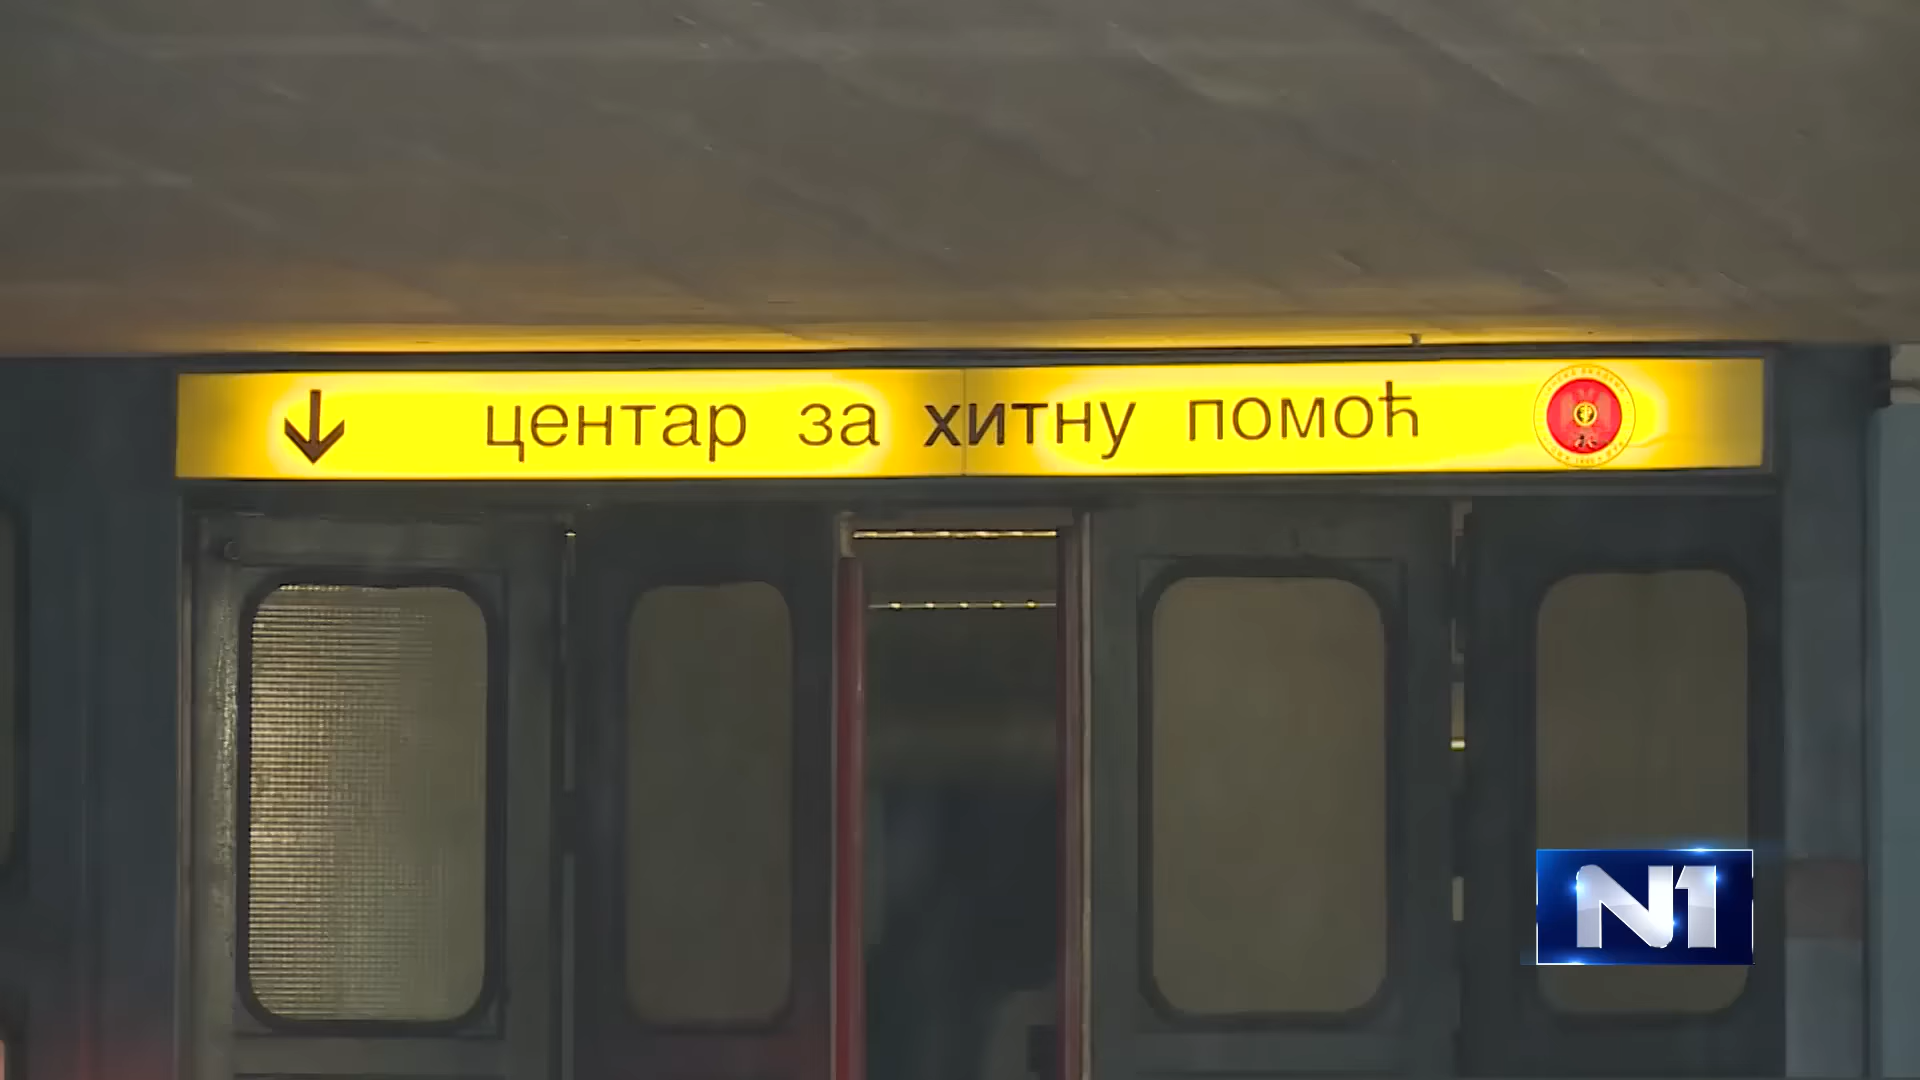 центар за хитну помоћ
N1